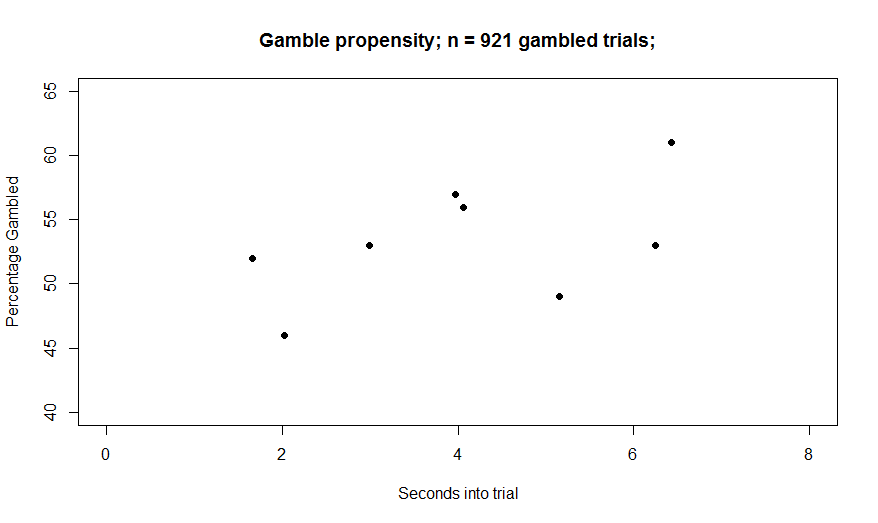 Gamble propensity; n = 921 gambled trials;
Percentage Gambled
65
60
55
50
45
40
0 2 4 6 8
Seconds into trial